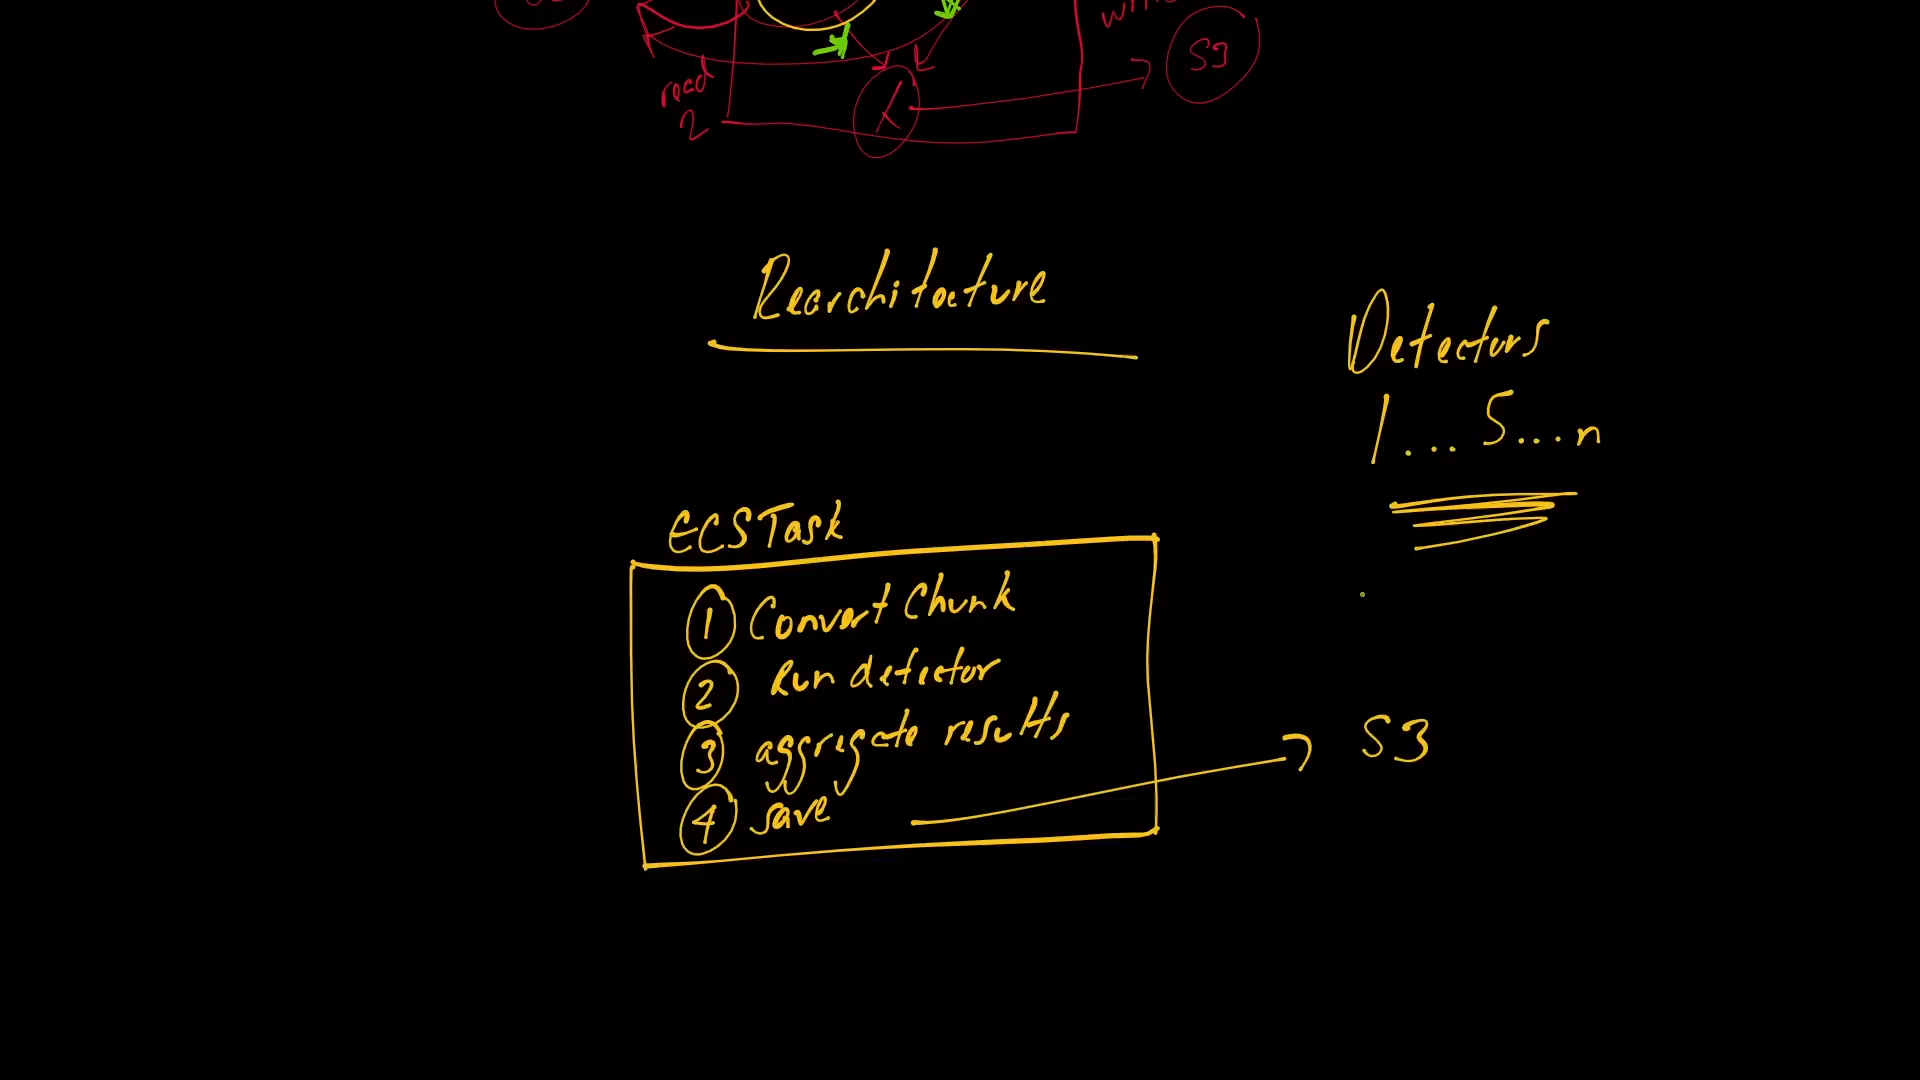 S3
read
2
Rearchitecture
Detectors
1...5...n
ECS Task
1 Convert Chunk
2 Run detector
3 aggregate results
4 save
S3